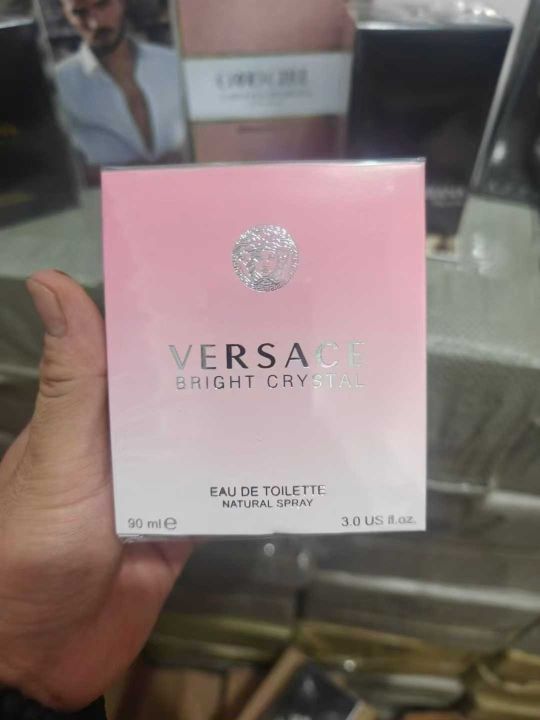 VERSACE
BRIGHT CRYSTAL
EAU DE TOILETTE
NATURAL SPRAY
90 ml e
3.0 US fl.oz.